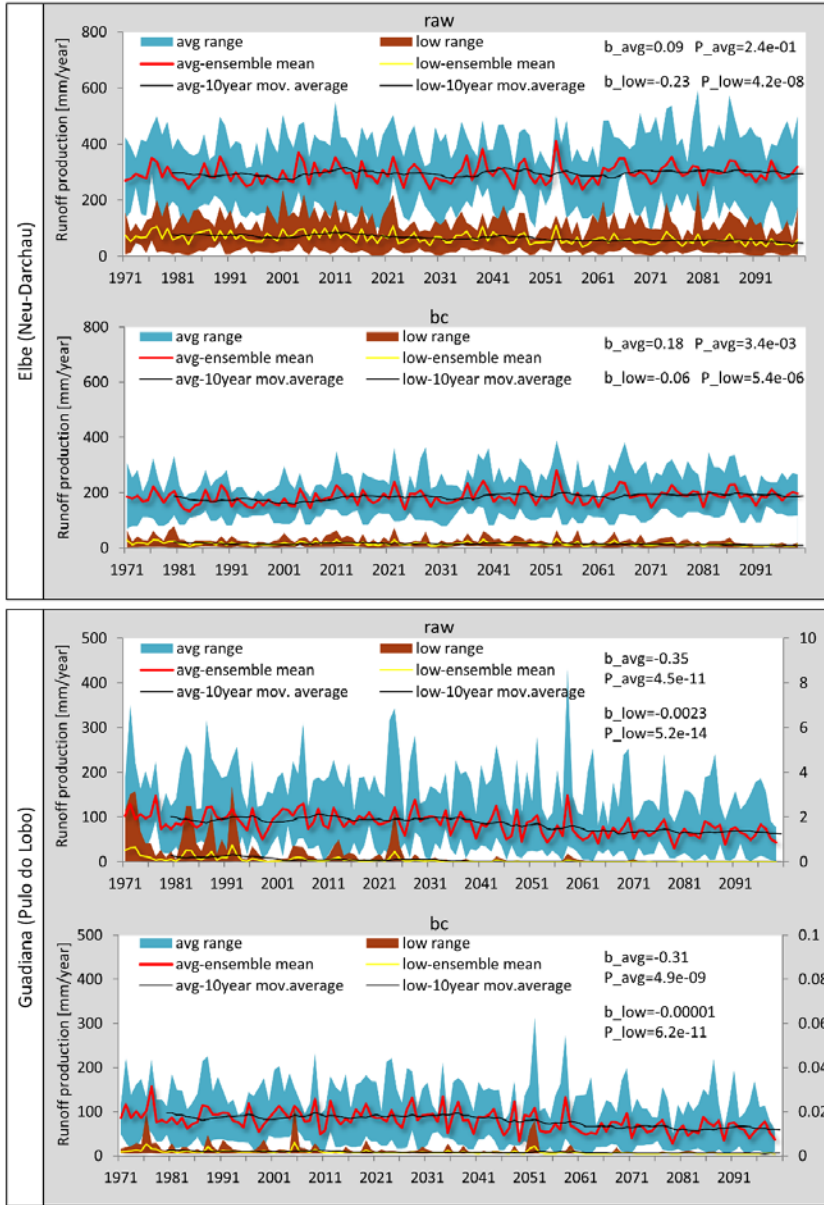 Elbe (Neu-Darchau)
raw
Runoff production [mm/year]
800
600
400
200
0
avg range
low range
avg-ensemble mean
low-ensemble mean
avg-10year mov. average
low-10year mov. average
b_avg=0.09 P_avg=2.4e-01
b_low=-0.23 P_low=4.2e-08
1971 1981 1991 2001 2011 2021 2031 2041 2051 2061 2071 2081 2091
bc
Runoff production [mm/year]
800
600
400
200
0
avg range
low range
avg-ensemble mean
low-ensemble mean
avg-10year mov.average
low-10year mov.average
b_avg=0.18 P_avg=3.4e-03
b_low=-0.06 P_low=5.4e-06
1971 1981 1991 2001 2011 2021 2031 2041 2051 2061 2071 2081 2091
Guadiana (Pulo do Lobo)
raw
Runoff production [mm/year]
500
400
300
200
100
0
avg range
low range
avg-ensemble mean
low-ensemble mean
avg-10year mov. average
low-10year mov.average
b_avg=-0.35
P_avg=4.5e-11
b_low=-0.0023
P_low=5.2e-14
10
8
6
4
2
0
1971 1981 1991 2001 2011 2021 2031 2041 2051 2061 2071 2081 2091
bc
Runoff production [mm/year]
500
400
300
200
100
0
avg range
low range
avg-ensemble mean
low-ensemble mean
avg-10year mov.average
low-10year mov.average
b_avg=-0.31
P_avg=4.9e-09
b_low=-0.00001
P_low=6.2e-11
0.1
0.08
0.06
0.04
0.02
0
1971 1981 1991 2001 2011 2021 2031 2041 2051 2061 2071 2081 2091